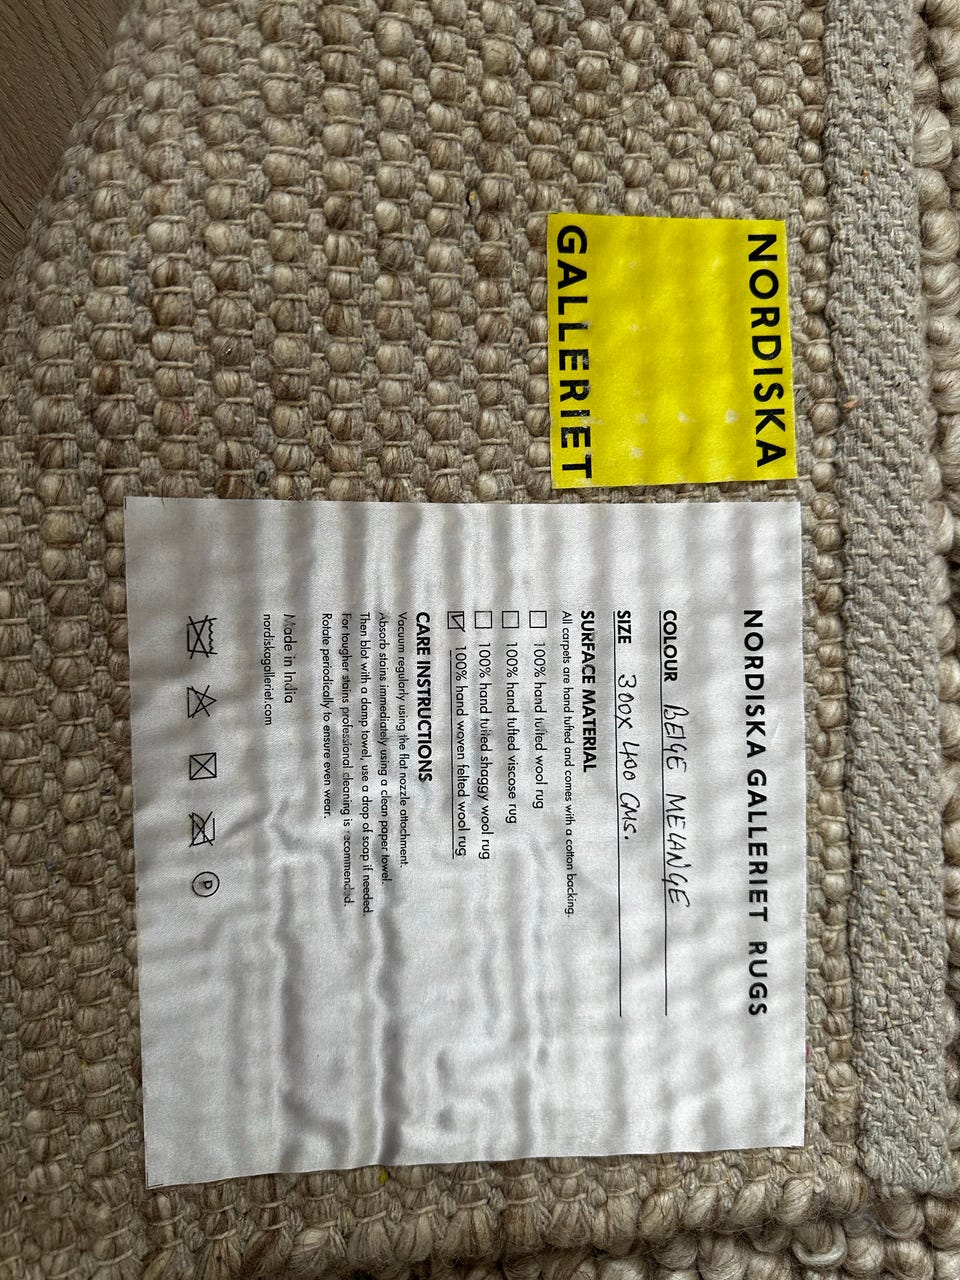 NORDISKA
GALLERIET
NORDISKA GALLERIET RUGS
COLOUR BEIGE MELANGE
SIZE 300X400 CMS.
SURFACE MATERIAL
All carpets are hand tufted and comes with a cotton backing.
100% hand tufted wool rug
100% hand tufted viscose rug
100% hand tufted shaggy wool rug
100% hand woven felted wool rug
CARE INSTRUCTIONS
Vacuum regularly using the flat nozzle attachment.
Absorb stains immediately using a clean paper towel.
Then blot with a damp towel, use a drop of soap if needed.
For tougher stains professional cleaning is recommended.
Rotate periodically to ensure even wear.
Made in India
nordiskagalleriet.com
P